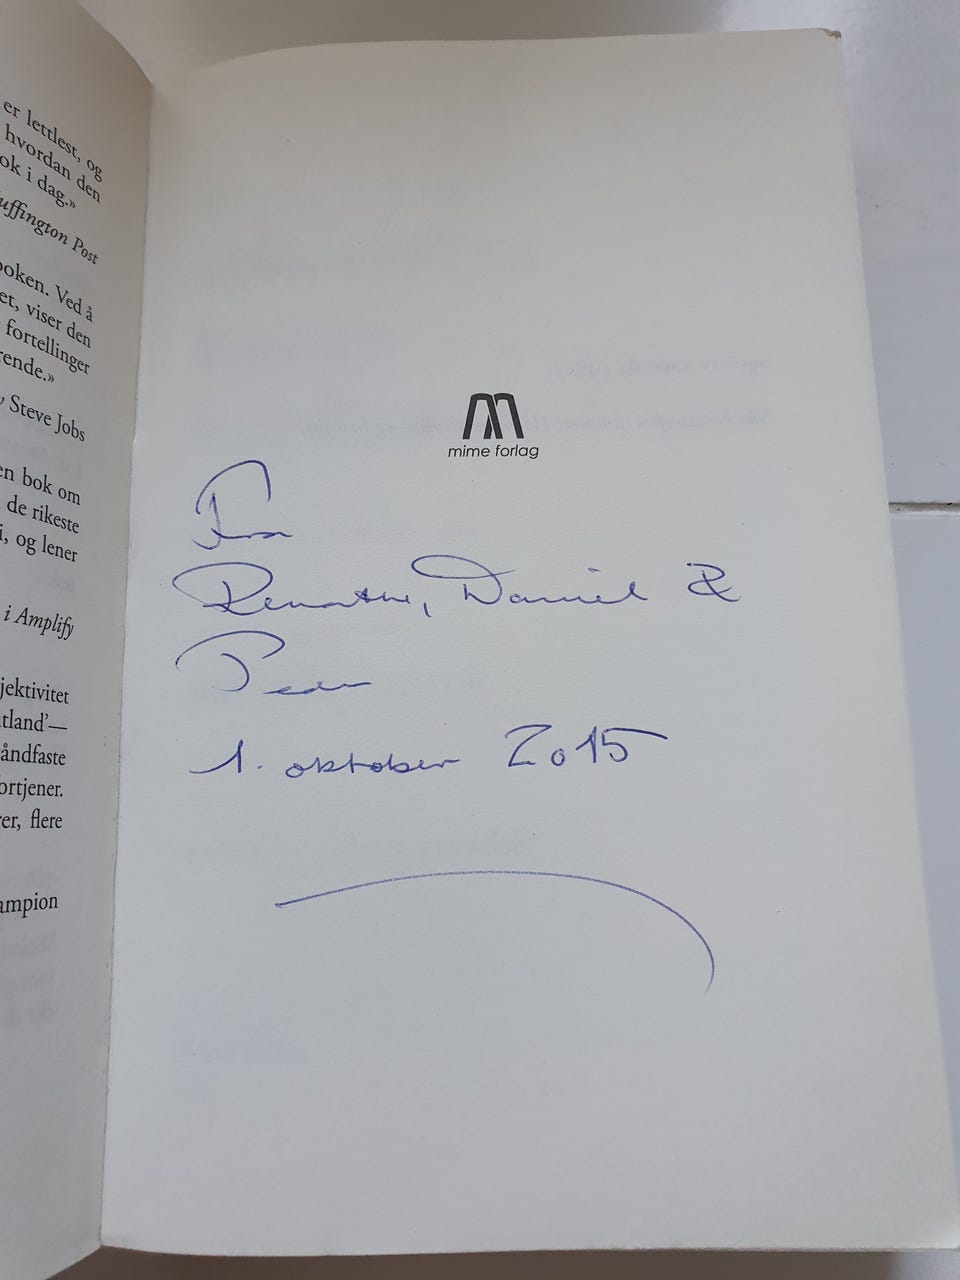 er lettlest, og
hvordan den
ok i dag.»
uffington Post
oken. Ved å
et, viser den
fortellinger
rende.»
Steve Jobs
en bok om
de rikeste
i, og lener
i Amplify
jektivitet
tland'—
åndfaste
ortjener.
er, flere
ampion
mime forlag
Fra
Renathe, Daniel &
Peder
1. oktober 2015